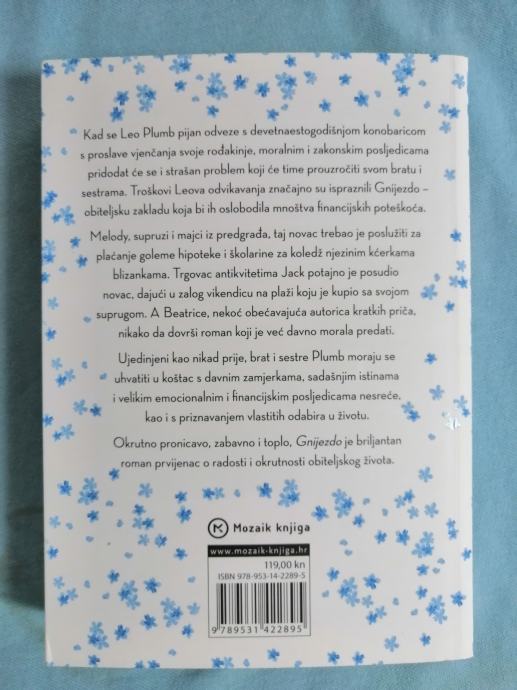 Kad se Leo Plumb pijan odveze s devetnaestogodišnjom konobaricom
s proslave vjenčanja svoje rođakinje, moralnim i zakonskim posljedicama
pridodat će se i strašan problem koji će time prouzročiti svom bratu i
sestrama. Troškovi Leova odvikavanja značajno su ispraznili Gnijezdo –
obiteljsku zakladu koja bi ih oslobodila mnoštva financijskih poteškoća.
Melody, supruzi i majci iz predgrađa, taj novac trebao je poslužiti za
plaćanje goleme hipoteke i školarine za koledž njezinim kćerkama
blizankama. Trgovac antikvitetima Jack potajno je posudio
novac, dajući u zalog vikendicu na plaži koju je kupio sa svojom
suprugom. A Beatrice, nekoć obećavajuća autorica kratkih priča,
nikako da dovrši roman koji je već davno morala predati.
Ujedinjeni kao nikad prije, brat i sestre Plumb moraju se
uhvatiti u koštac s davnim zamjerkama, sadašnjim istinama
i velikim emocionalnim i financijskim posljedicama nesreće,
kao i s priznavanjem vlastitih odabira u životu.
Okrutno pronicavo, zabavno i toplo, Gnijezdo je briljantan
roman prvijenac o radosti i okrutnosti obiteljskog života.
Mozaik knjiga
www.mozaik-knjiga.hr
119,00 kn
ISBN 978-953-14-2289-5
9 789531 422895